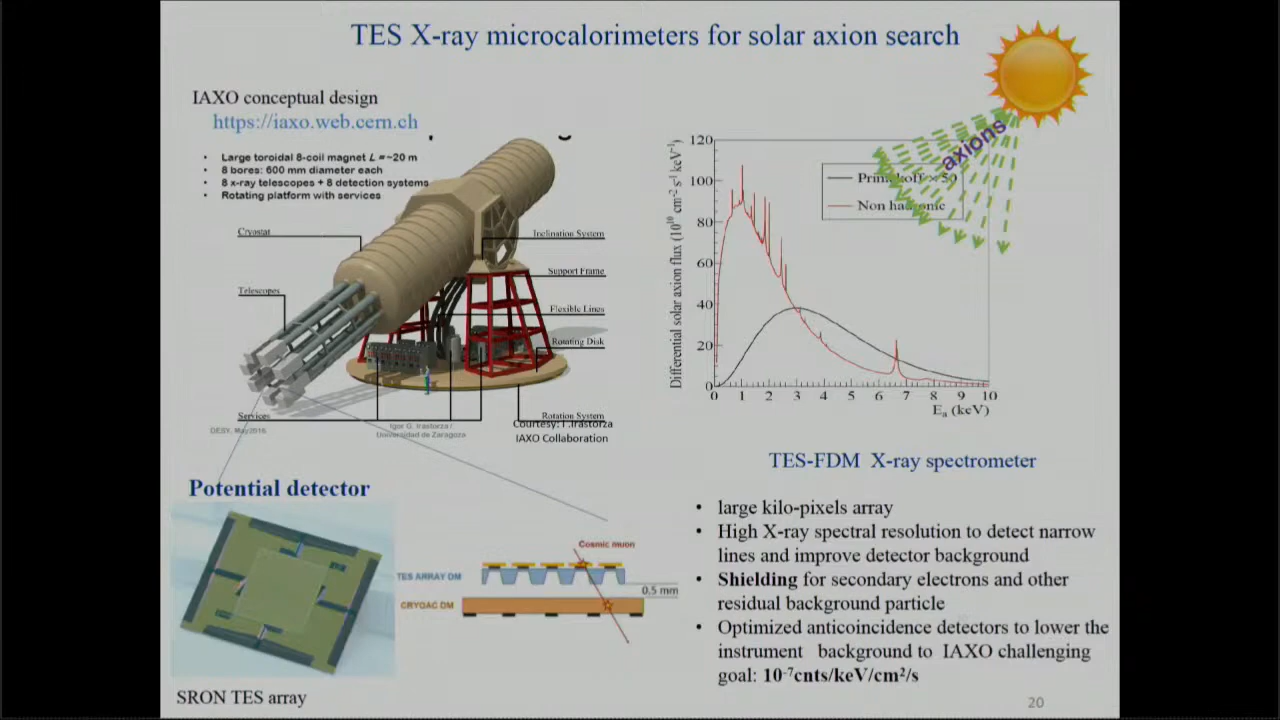 TES X-ray microcalorimeters for solar axion search
IAXO conceptual design
https://iaxo.web.cern.ch
• Large toroidal 8-coil magnet L = ~20 m
• 8 bores: 600 mm diameter each
• 8 x-ray telescopes + 8 detection systems
• Rotating platform with services
Cryostat
Telescopes
Services
Inclination System
Support Frame
Flexible Lines
Rotating Disk
Rotation System
DESY, May2016
Igor G. Irastorza /
Universidad de Zaragoza
Courtesy: I .Irastorza
IAXO Collaboration
axions
120
100
80
60
40
20
0
Differential solar axion flux (10¹⁰ cm⁻² s⁻¹ keV⁻¹)
0 1 2 3 4 5 6 7 8 9 10
Eₐ (keV)
50
Non
Potential detector
SRON TES array
TES ARRAY DM
CRYOAC DM
Cosmic muon
0.5 mm
TES-FDM X-ray spectrometer
• large kilo-pixels array
• High X-ray spectral resolution to detect narrow
lines and improve detector background
• Shielding for secondary electrons and other
residual background particle
• Optimized anticoincidence detectors to lower the
instrument background to IAXO challenging
goal: 10⁻⁷cnts/keV/cm²/s
20